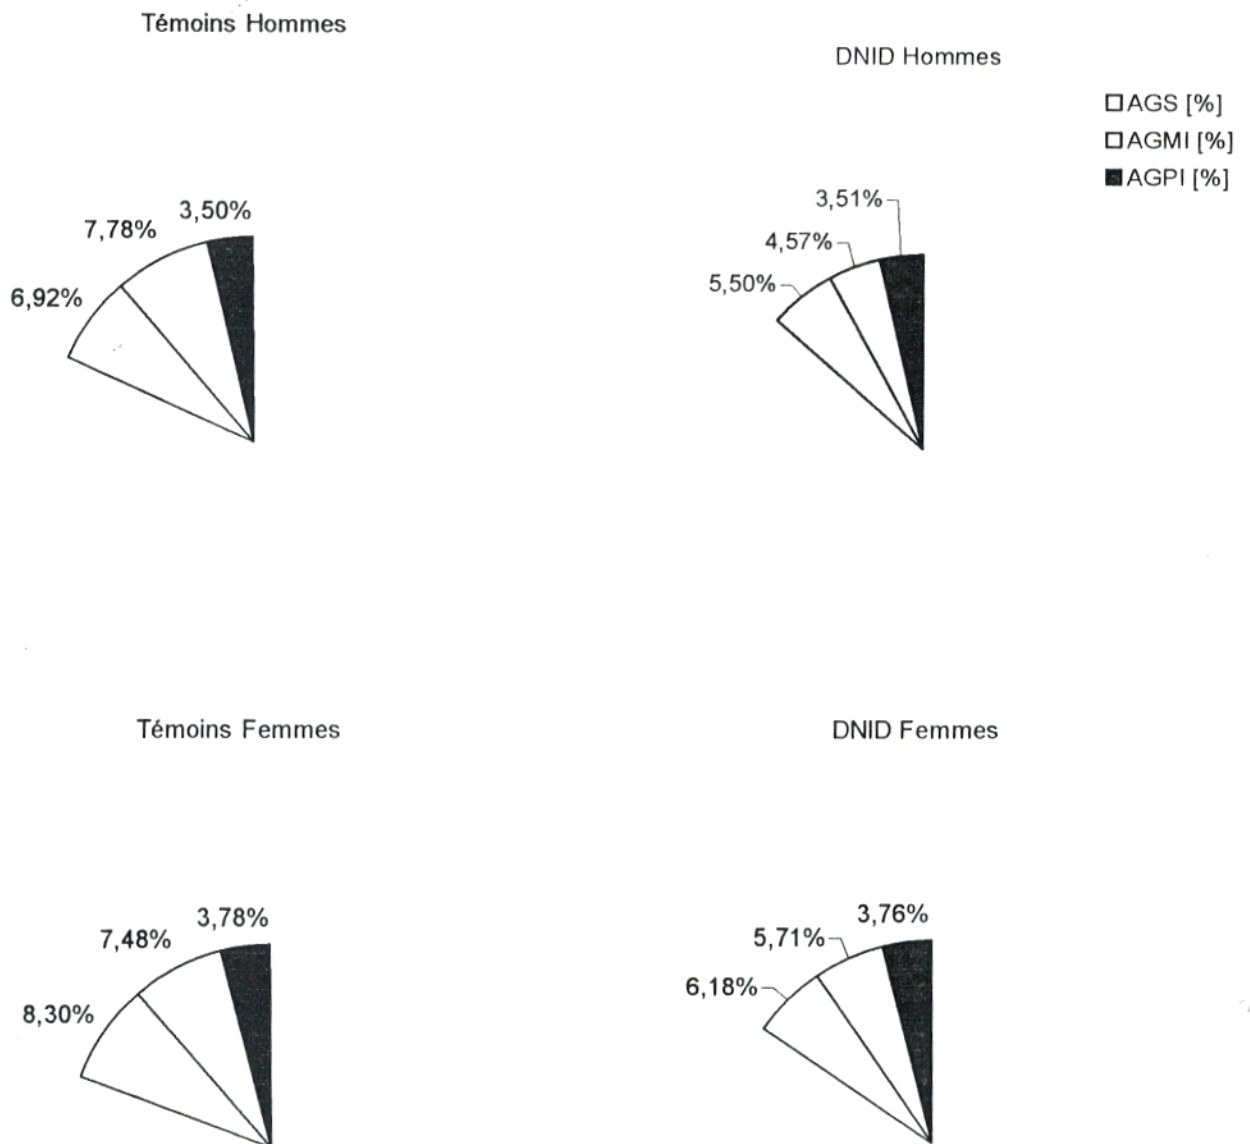 Témoins Hommes
DNID Hommes
AGS [%]
AGMI [%]
AGPI [%]
3,50%
7,78%
6,92%
3,51%
4,57%
5,50%
Témoins Femmes
DNID Femmes
3,78%
7,48%
8,30%
3,76%
5,71%
6,18%